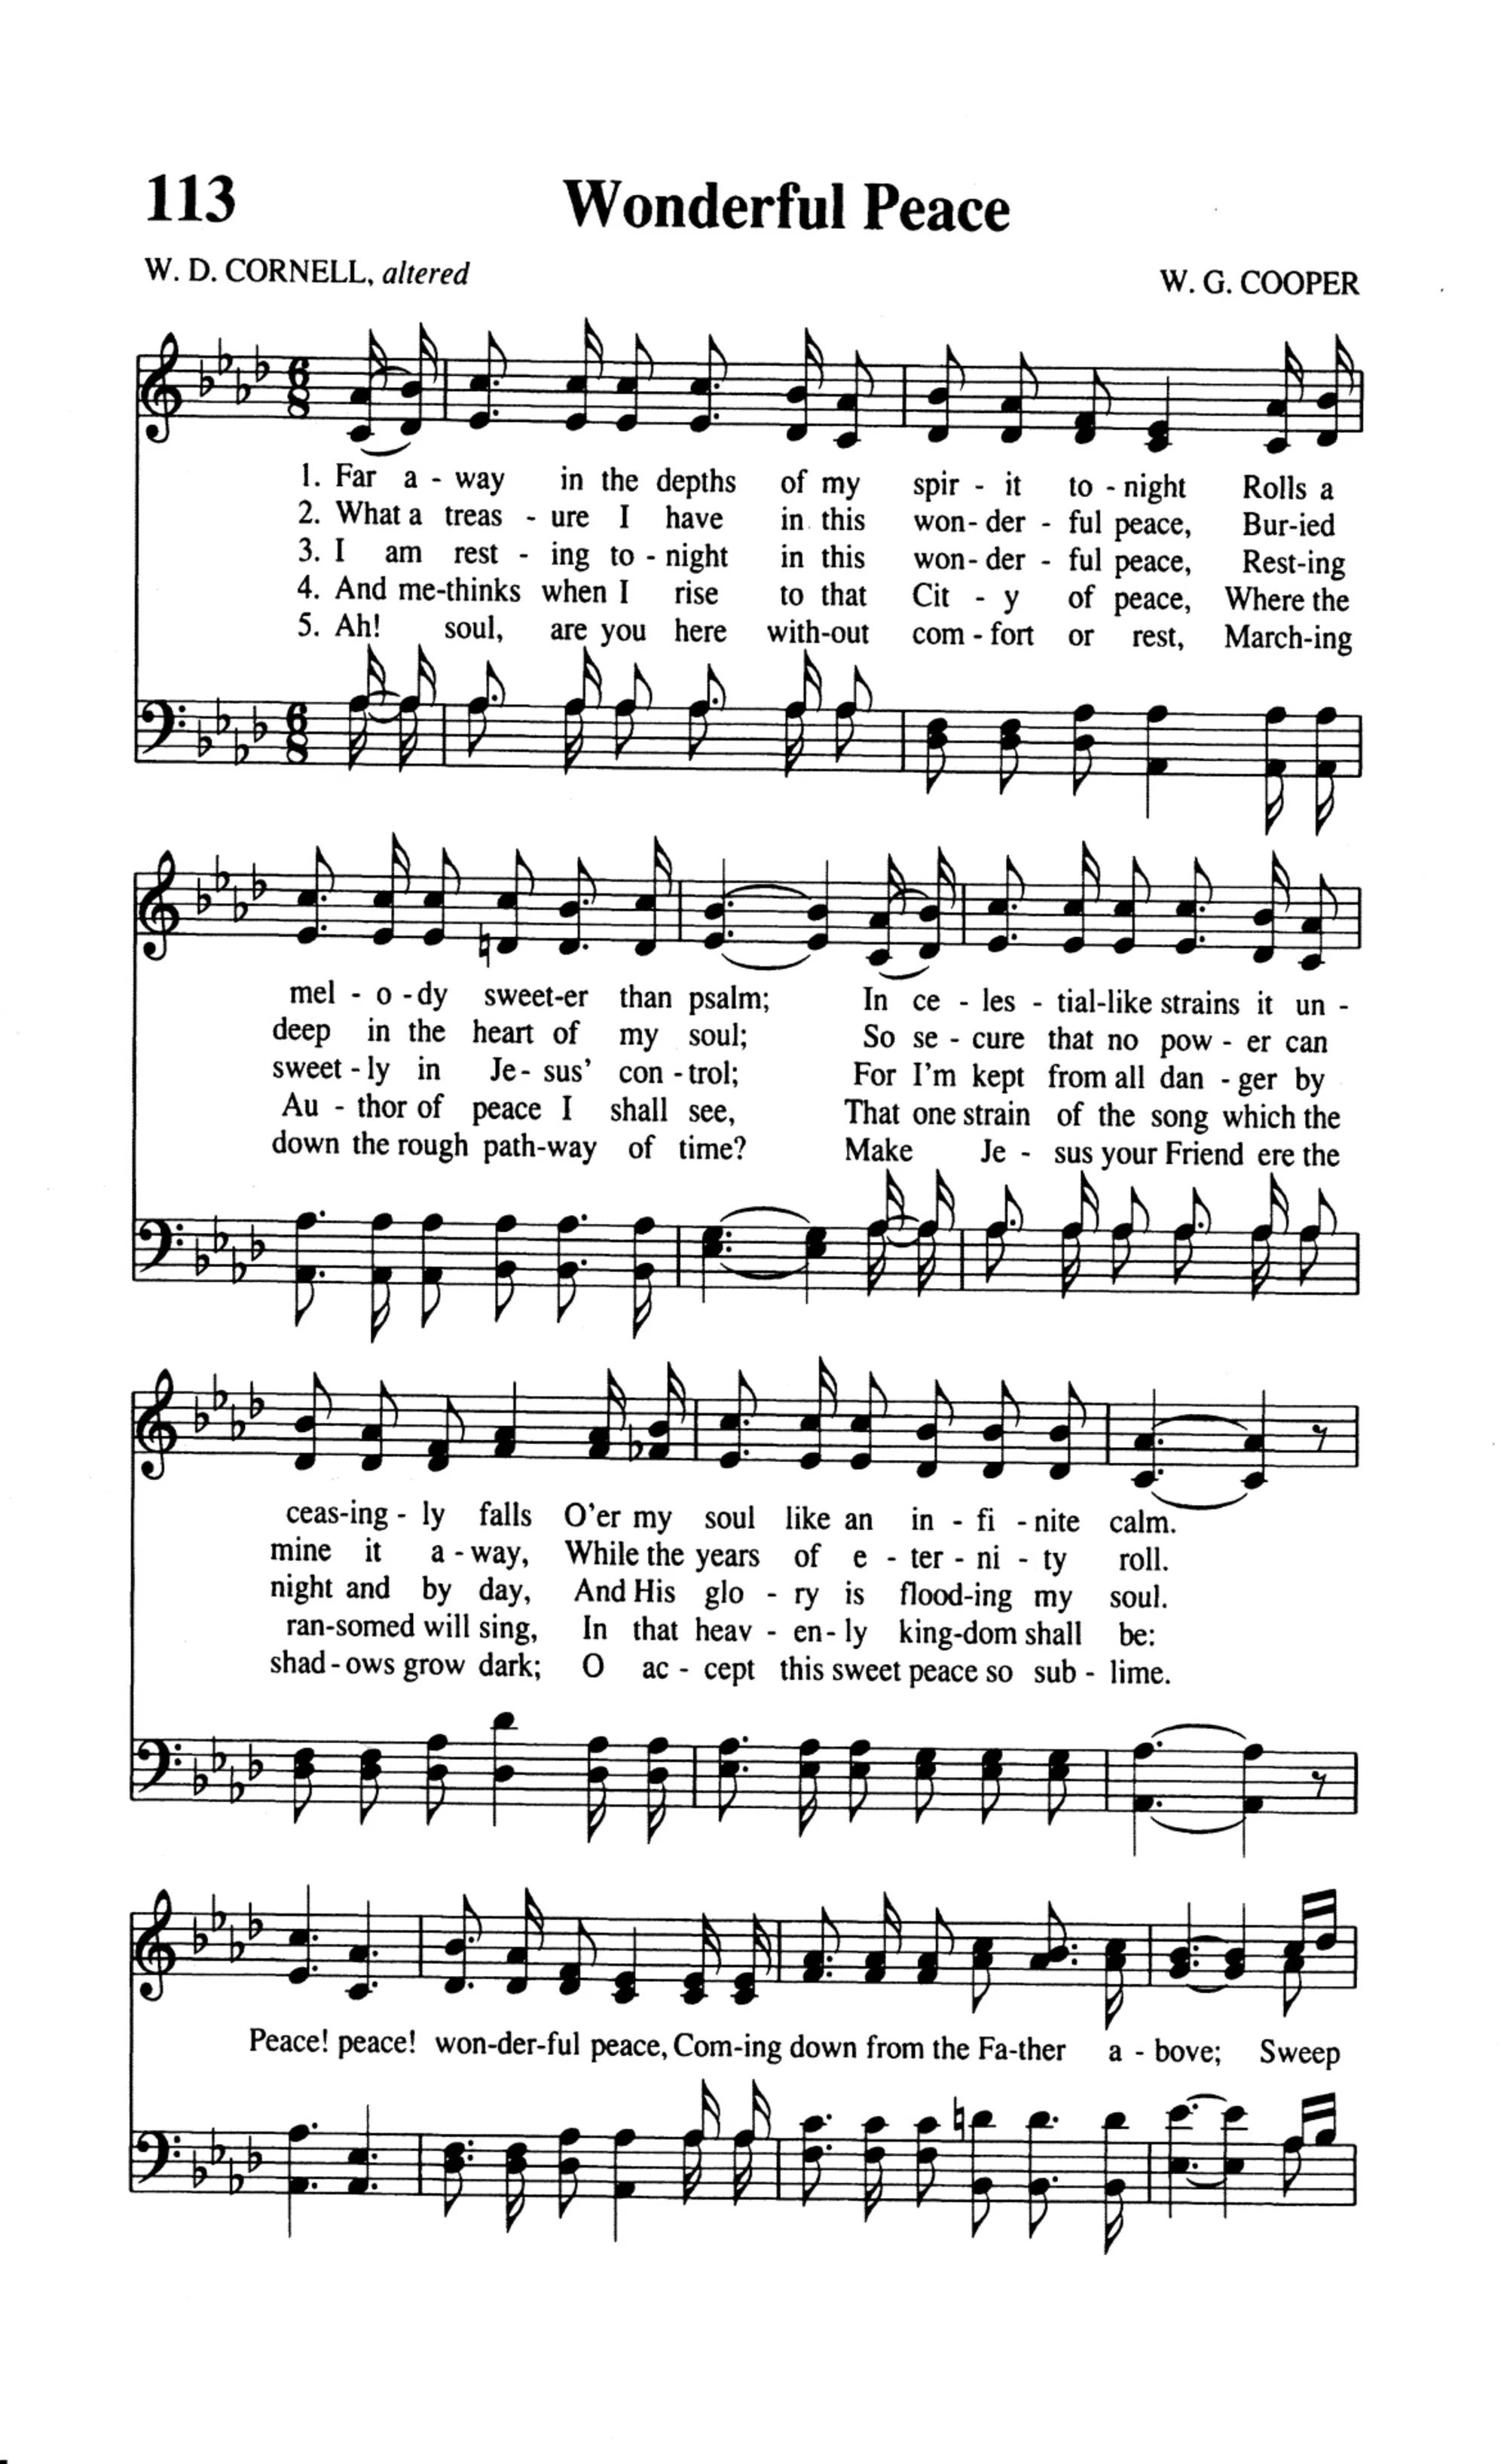 113 Wonderful Peace
W. D. CORNELL, altered W. G. COOPER
1. Far a - way in the depths of my spir - it to - night Rolls a
2. What a treas - ure I have in this won- der - ful peace, Bur-ied
3. I am rest - ing to - night in this won- der - ful peace, Rest-ing
4. And me-thinks when I rise to that Cit - y of peace, Where the
5. Ah! soul, are you here with-out com - fort or rest, March-ing
mel - o -dy sweet-er than psalm; In ce - les - tial-like strains it un -
deep in the heart of my soul; So se - cure that no pow - er can
sweet - ly in Je- sus' con - trol; For I'm kept from all dan - ger by
Au - thor of peace I shall see, That one strain of the song which the
down the rough path-way of time? Make Je - sus your Friend ere the
ceas-ing - ly falls O'er my soul like an in - fi - nite calm.
mine it a - way, While the years of e - ter - ni - ty roll.
night and by day, And His glo - ry is flood-ing my soul.
ran-somed will sing, In that heav - en- ly king-dom shall be:
shad - ows grow dark; O ac - cept this sweet peace so sub - lime.
Peace! peace! won-der-ful peace, Com-ing down from the Fa-ther a - bove; Sweep